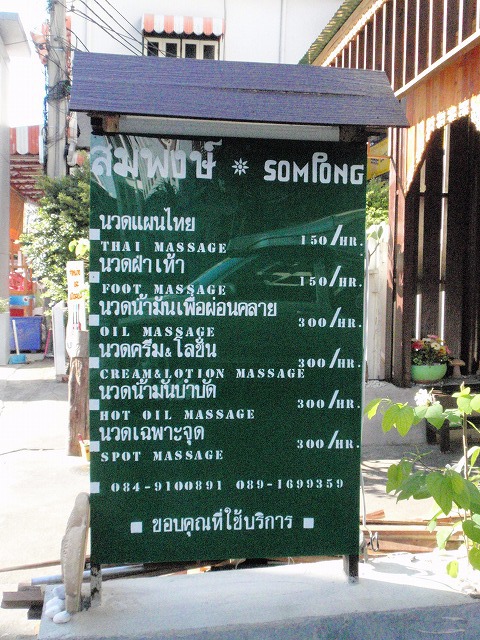 สมพงษ์ SOMPONG
นวดแผนไทย
THAI MASSAGE 150/HR.
นวดฝ่าเท้า
FOOT MASSAGE 150/HR.
นวดน้ำมันเพื่อผ่อนคลาย
OIL MASSAGE 300/HR.
นวดครีม&โลชั่น
CREAM&LOTION MASSAGE 300/HR.
นวดน้ำมันบำบัด
HOT OIL MASSAGE 300/HR.
นวดเฉพาะจุด
SPOT MASSAGE 300/HR.
084-9100891 089-1699359
ขอบคุณที่ใช้บริการ